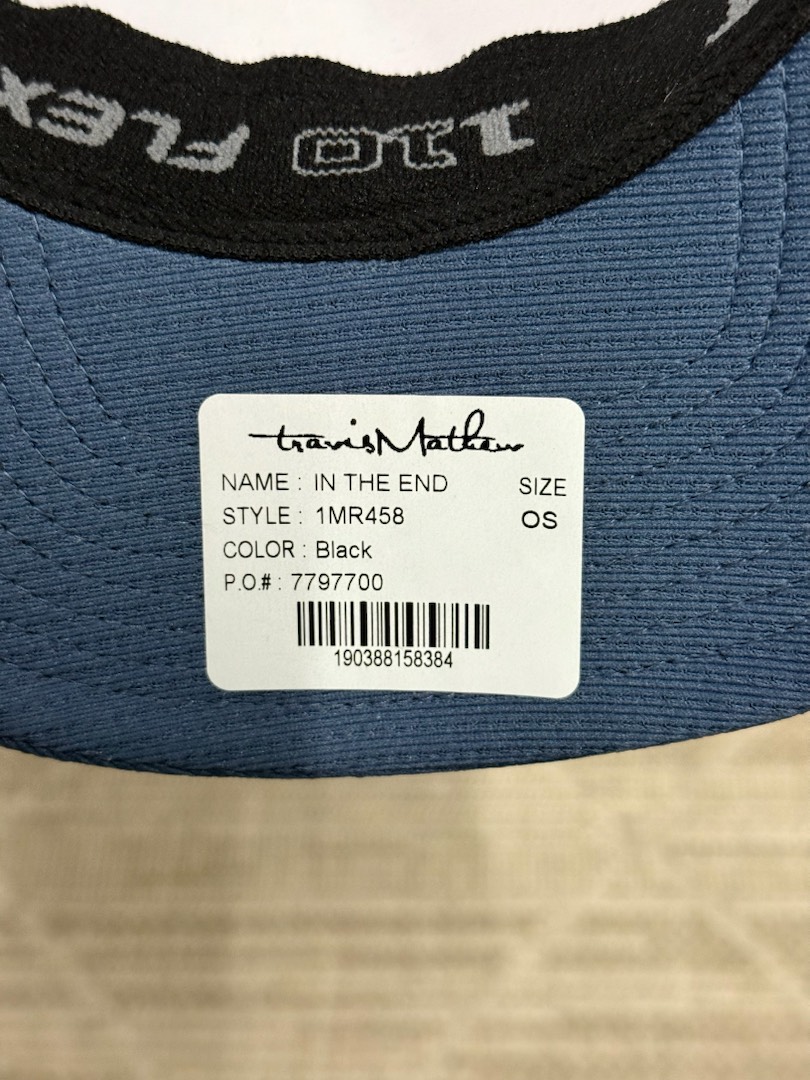 110 FLEX
travisMathew
NAME : IN THE END
SIZE
STYLE : 1MR458
OS
COLOR : Black
P.O.# : 7797700
190388158384